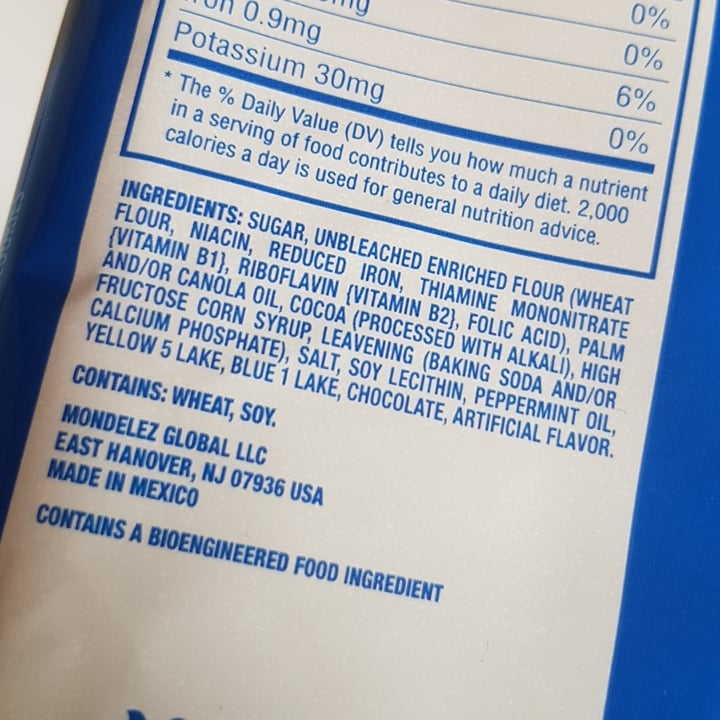 0%
Iron 0.9mg
0%
Potassium 30mg
6%
0%
* The % Daily Value (DV) tells you how much a nutrient
in a serving of food contributes to a daily diet. 2,000
calories a day is used for general nutrition advice.
INGREDIENTS: SUGAR, UNBLEACHED ENRICHED FLOUR (WHEAT
FLOUR, NIACIN, REDUCED IRON, THIAMINE MONONITRATE
{VITAMIN B1}, RIBOFLAVIN {VITAMIN B2}, FOLIC ACID), PALM
AND/OR CANOLA OIL, COCOA (PROCESSED WITH ALKALI), HIGH
FRUCTOSE CORN SYRUP, LEAVENING (BAKING SODA AND/OR
CALCIUM PHOSPHATE), SALT, SOY LECITHIN, PEPPERMINT OIL,
YELLOW 5 LAKE, BLUE 1 LAKE, CHOCOLATE, ARTIFICIAL FLAVOR.
CONTAINS: WHEAT, SOY.
MONDELEZ GLOBAL LLC
EAST HANOVER, NJ 07936 USA
MADE IN MEXICO
CONTAINS A BIOENGINEERED FOOD INGREDIENT